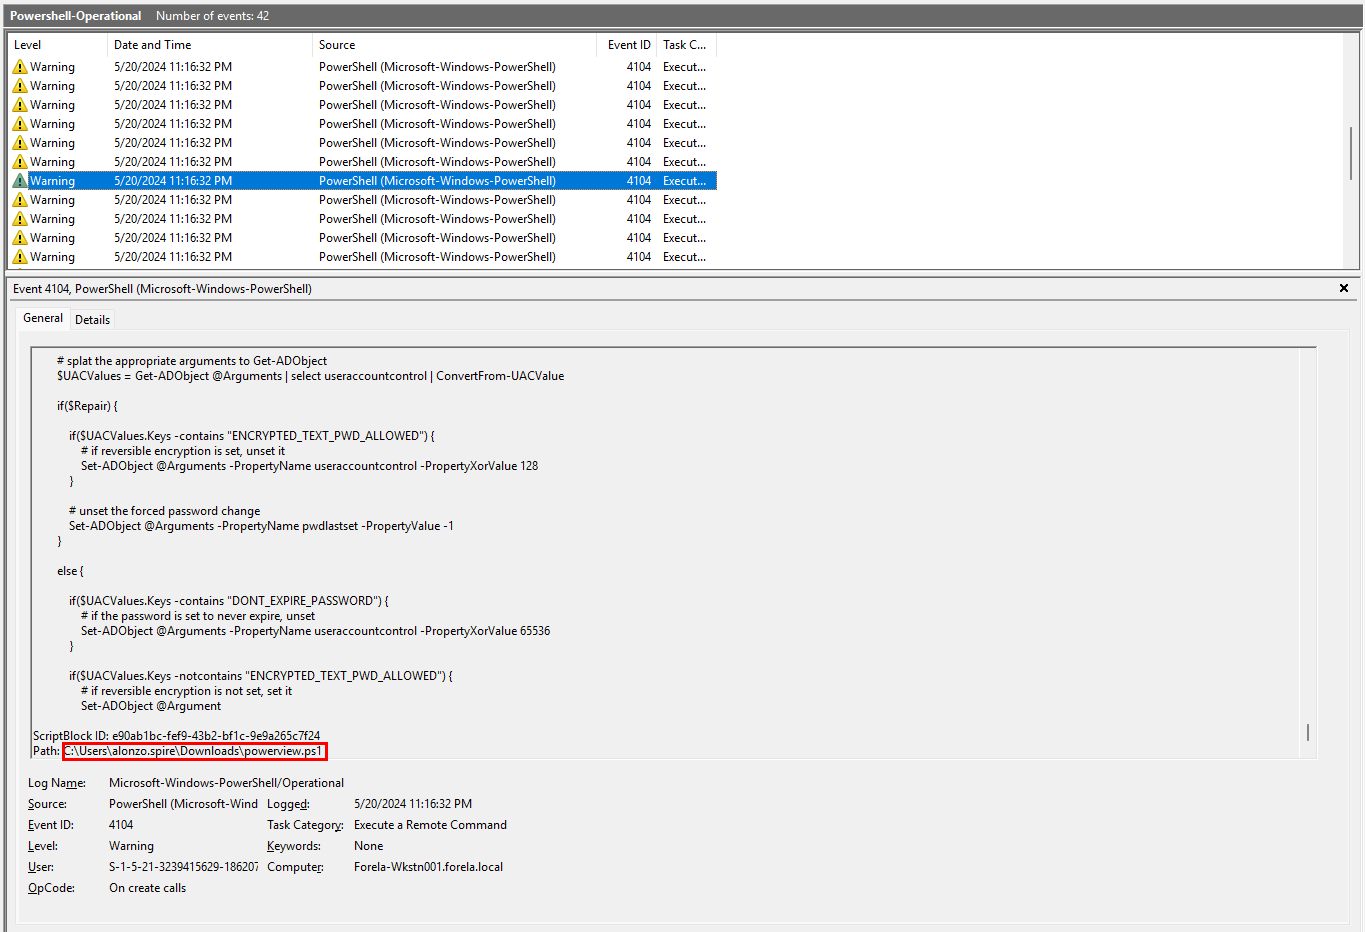 Powershell-Operational Number of events: 42
Level Date and Time Source Event ID Task C...
Warning 5/20/2024 11:16:32 PM PowerShell (Microsoft-Windows-PowerShell) 4104 Execut...
Warning 5/20/2024 11:16:32 PM PowerShell (Microsoft-Windows-PowerShell) 4104 Execut...
Warning 5/20/2024 11:16:32 PM PowerShell (Microsoft-Windows-PowerShell) 4104 Execut...
Warning 5/20/2024 11:16:32 PM PowerShell (Microsoft-Windows-PowerShell) 4104 Execut...
Warning 5/20/2024 11:16:32 PM PowerShell (Microsoft-Windows-PowerShell) 4104 Execut...
Warning 5/20/2024 11:16:32 PM PowerShell (Microsoft-Windows-PowerShell) 4104 Execut...
Warning 5/20/2024 11:16:32 PM PowerShell (Microsoft-Windows-PowerShell) 4104 Execut...
Warning 5/20/2024 11:16:32 PM PowerShell (Microsoft-Windows-PowerShell) 4104 Execut...
Warning 5/20/2024 11:16:32 PM PowerShell (Microsoft-Windows-PowerShell) 4104 Execut...
Warning 5/20/2024 11:16:32 PM PowerShell (Microsoft-Windows-PowerShell) 4104 Execut...
Warning 5/20/2024 11:16:32 PM PowerShell (Microsoft-Windows-PowerShell) 4104 Execut...
Event 4104, PowerShell (Microsoft-Windows-PowerShell)
General Details
# splat the appropriate arguments to Get-ADObject
$UACValues = Get-ADObject @Arguments | select useraccountcontrol | ConvertFrom-UACValue
if($Repair) {
if($UACValues.Keys -contains "ENCRYPTED_TEXT_PWD_ALLOWED") {
# if reversible encryption is set, unset it
Set-ADObject @Arguments -PropertyName useraccountcontrol -PropertyXorValue 128
}
# unset the forced password change
Set-ADObject @Arguments -PropertyName pwdlastset -PropertyValue -1
}
else {
if($UACValues.Keys -contains "DONT_EXPIRE_PASSWORD") {
# if the password is set to never expire, unset
Set-ADObject @Arguments -PropertyName useraccountcontrol -PropertyXorValue 65536
}
if($UACValues.Keys -notcontains "ENCRYPTED_TEXT_PWD_ALLOWED") {
# if reversible encryption is not set, set it
Set-ADObject @Argument
ScriptBlock ID: e90ab1bc-fef9-43b2-bf1c-9e9a265c7f24
Path: C:\Users\alonzo.spire\Downloads\powerview.ps1
Log Name: Microsoft-Windows-PowerShell/Operational
Source: PowerShell (Microsoft-Wind Logged: 5/20/2024 11:16:32 PM
Event ID: 4104 Task Category: Execute a Remote Command
Level: Warning Keywords: None
User: S-1-5-21-3239415629-186207 Computer: Forela-Wkstn001.forela.local
OpCode: On create calls